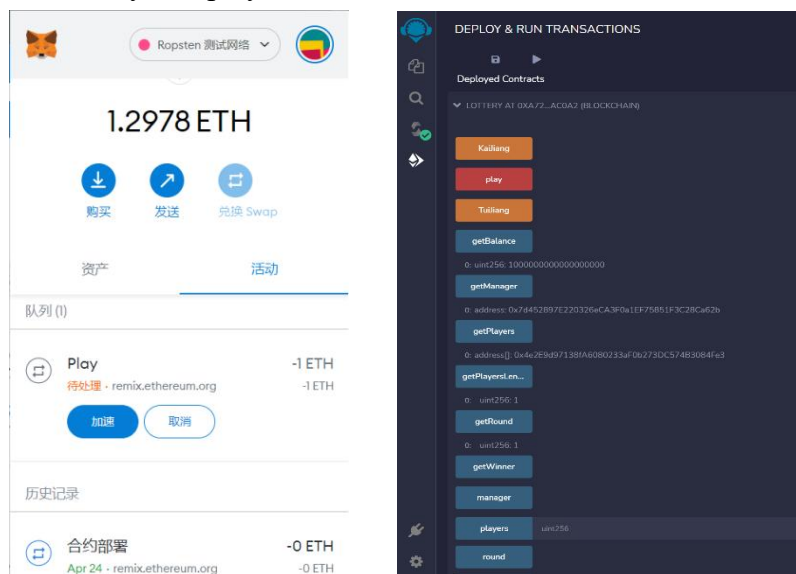 Ropsten 测试网络
1.2978 ETH
购买
发送
兑换 Swap
资产
活动
队列 (1)
Play
-1 ETH
待处理 · remix.ethereum.org
-1 ETH
加速
取消
历史记录
合约部署
-0 ETH
Apr 24 · remix.ethereum.org
-0 ETH
DEPLOY & RUN TRANSACTIONS
Deployed Contracts
LOTTERY AT 0XA72...AC0A2 (BLOCKCHAIN)
Kailiang
play
Tuiliang
getBalance
0: uint256: 1000000000000000000
getManager
0: address: 0x7d452B97E220326eCA3F0a1EF75851F3C28Ca62b
getPlayers
0: address[]: 0x4e2E9d97138fA6080233aF0b273DC574B3084Fe3
getPlayersLen...
0: uint256: 1
getRound
0: uint256: 1
getWinner
manager
players
uint256
round